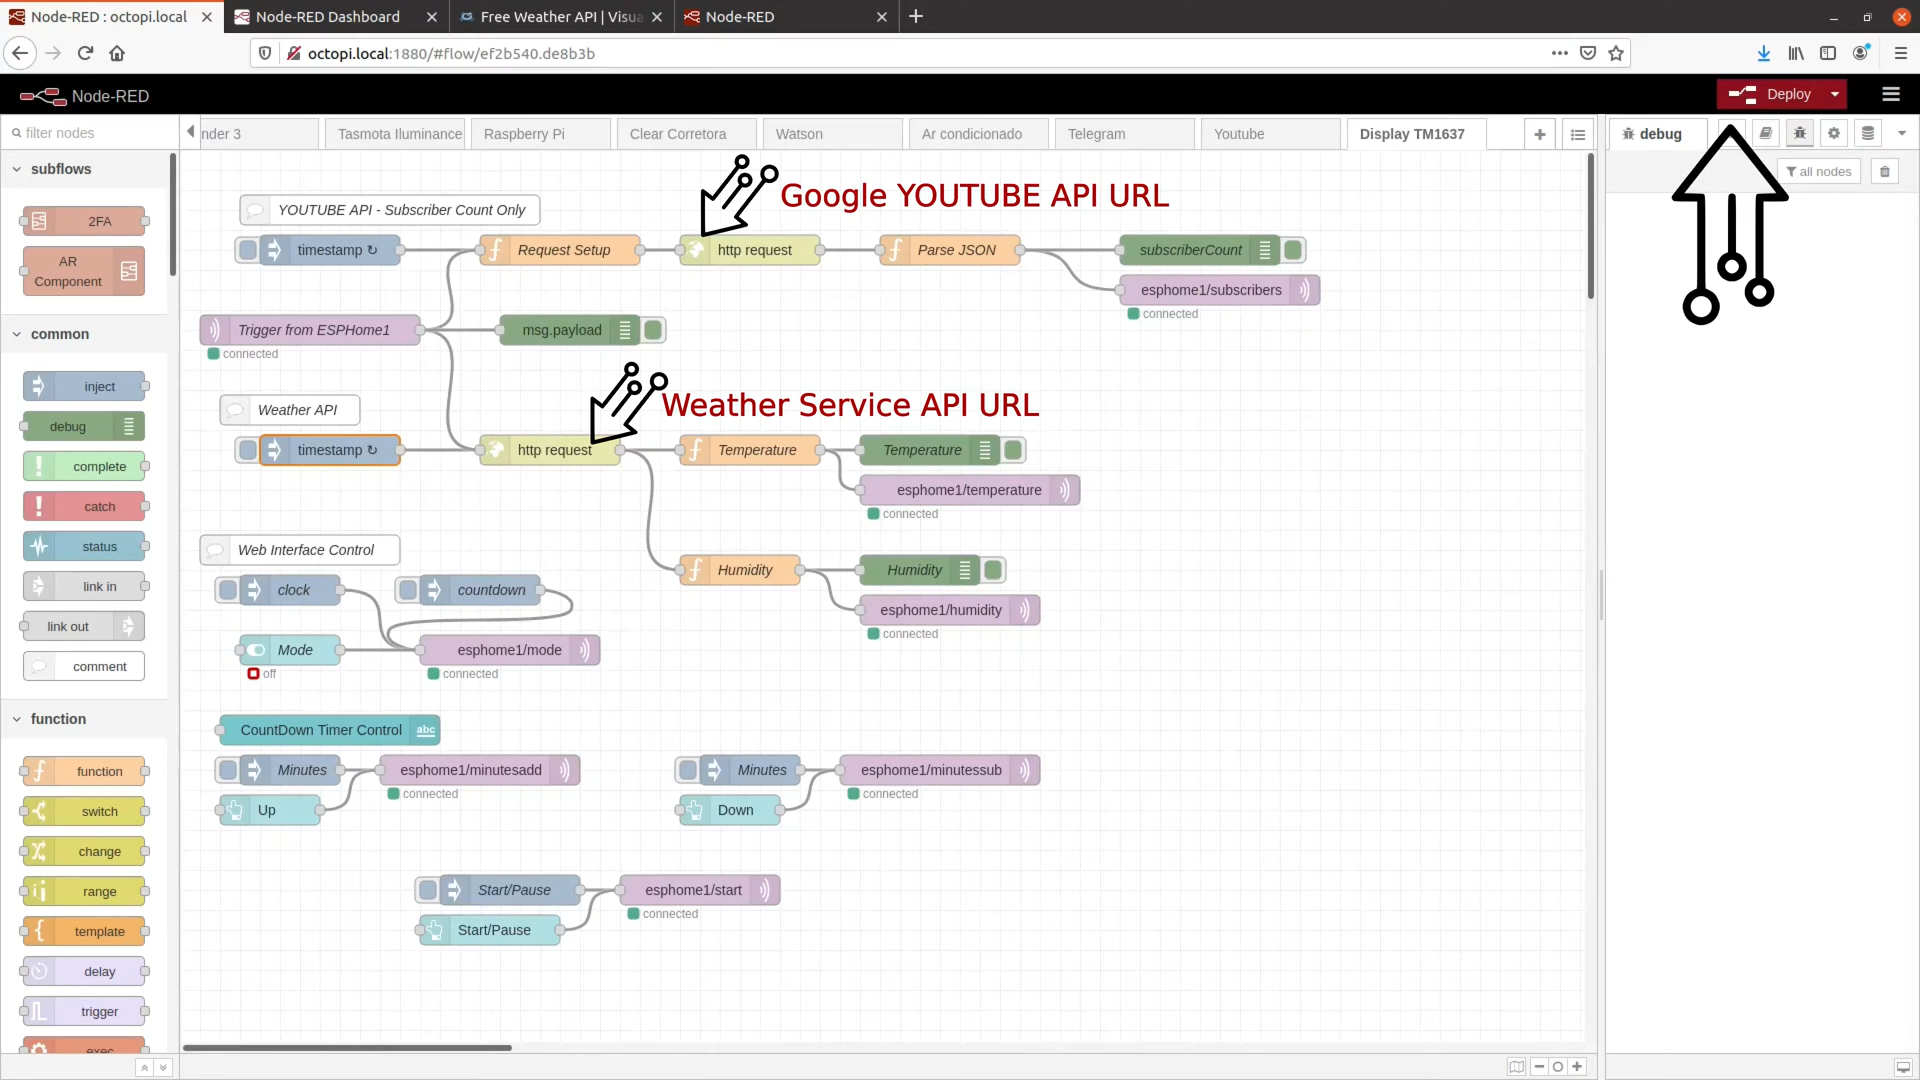 Node-RED : octopi.local
Node-RED Dashboard
Free Weather API | Visua
Node-RED
octopi.local:1880/#flow/ef2b540.de8b3b
Node-RED
Deploy
filter nodes
nder 3
Tasmota Iluminance
Raspberry Pi
Clear Corretora
Watson
Ar condicionado
Telegram
Youtube
Display TM1637
debug
all nodes
subflows
2FA
AR
Component
common
inject
debug
complete
catch
status
link in
link out
comment
function
function
switch
change
range
template
delay
trigger
exec
YOUTUBE API - Subscriber Count Only
Google YOUTUBE API URL
timestamp ↻
Request Setup
http request
Parse JSON
subscriberCount
esphome1/subscribers
connected
Trigger from ESPHome1
connected
msg.payload
Weather API
Weather Service API URL
timestamp ↻
http request
Temperature
Temperature
esphome1/temperature
connected
Web Interface Control
Humidity
Humidity
esphome1/humidity
connected
clock
countdown
Mode
off
esphome1/mode
connected
CountDown Timer Control
abc
Minutes
esphome1/minutesadd
connected
Up
Minutes
esphome1/minutessub
connected
Down
Start/Pause
esphome1/start
connected
Start/Pause